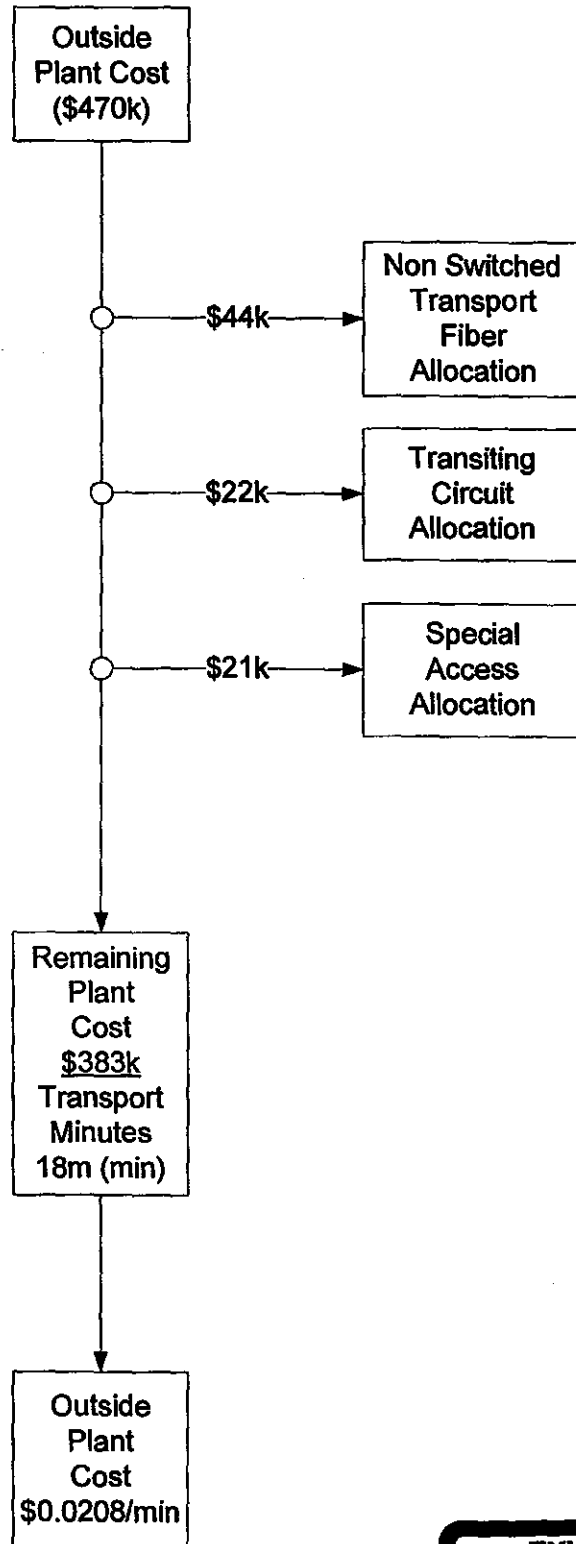 Outside
Plant Cost
($470k)
$44k
Non Switched
Transport
Fiber
Allocation
$22k
Transiting
Circuit
Allocation
$21k
Special
Access
Allocation
Remaining
Plant
Cost
$383k
Transport
Minutes
18m (min)
Outside
Plant
Cost
$0.0208/min